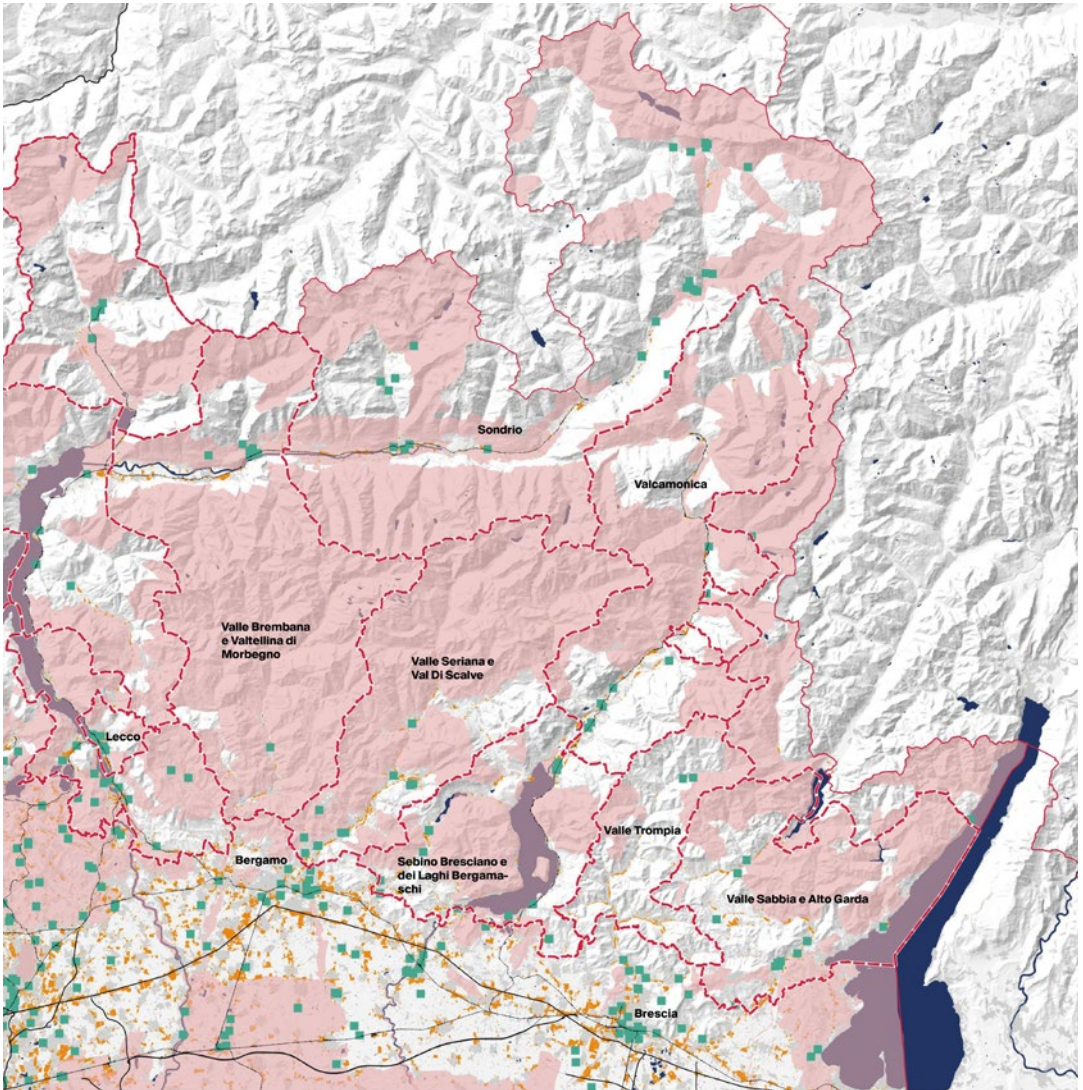 Sondrio
Valcamonica
Valle Brembana
e Valtellina di
Morbegno
Valle Seriana e
Val Di Scalve
Lecco
Valle Trompia
Bergamo
Sebino Bresciano e
dei Laghi Bergama-
schi
Valle Sabbia e Alto Garda
Brescia